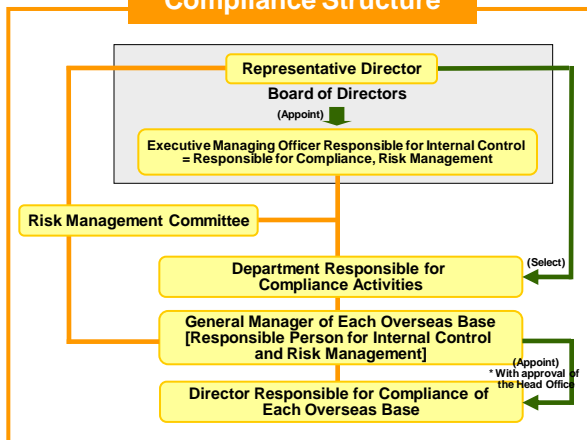 Compliance Structure
Representative Director
Board of Directors
(Appoint)
Executive Managing Officer Responsible for Internal Control
= Responsible for Compliance, Risk Management
Risk Management Committee
(Select)
Department Responsible for
Compliance Activities
General Manager of Each Overseas Base
[Responsible Person for Internal Control
and Risk Management]
(Appoint)
* With approval of
the Head Office
Director Responsible for Compliance of
Each Overseas Base